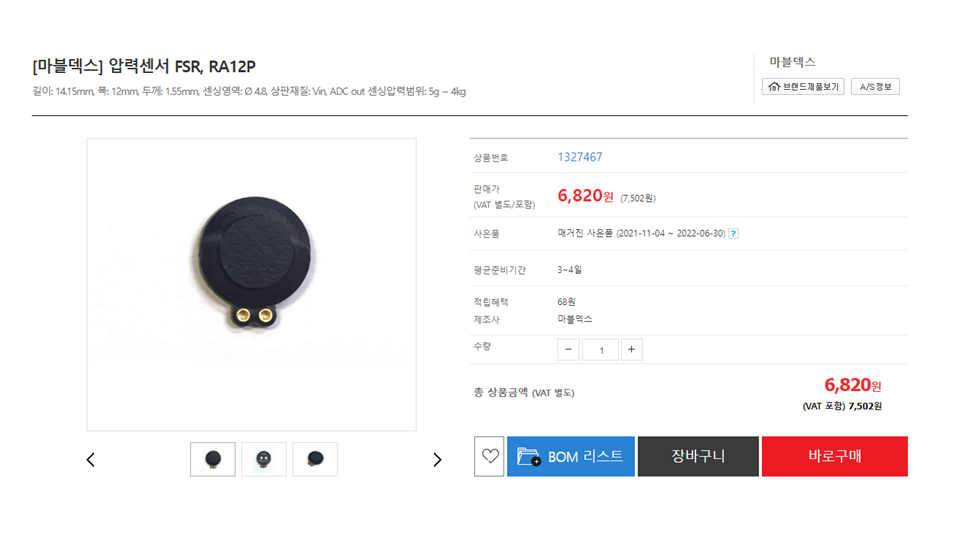 [마블덱스] 압력센서 FSR, RA12P
길이: 14.15mm, 폭: 12mm, 두께: 1.55mm, 센싱영역: Ø 4.8, 상판재질: Vin, ADC out 센싱압력범위: 5g ~ 4kg
마블덱스
브랜드제품보기 A/S정보
상품번호 1327467
판매가
(VAT 별도/포함) 6,820원 (7,502원)
사은품 매거진 사은품 (2021-11-04 ~ 2022-06-30) ?
평균준비기간 3~4일
적립혜택 68원
제조사 마블덱스
수량 − 1 +
총 상품금액 (VAT 별도) 6,820원
(VAT 포함) 7,502원
BOM 리스트 장바구니 바로구매